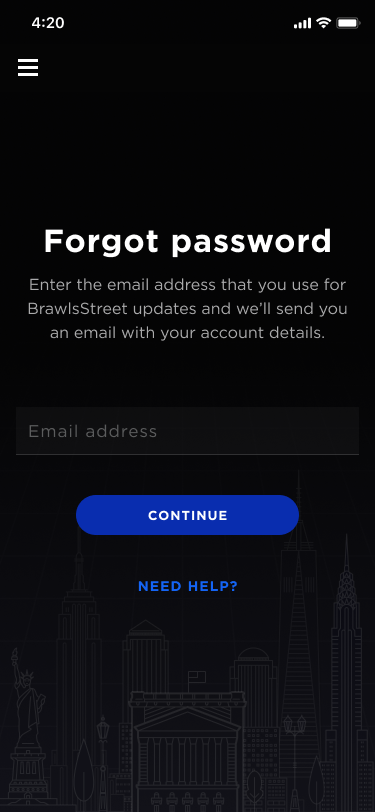 4:20
Forgot password
Enter the email address that you use for
BrawlsStreet updates and we’ll send you
an email with your account details.
Email address
CONTINUE
NEED HELP?